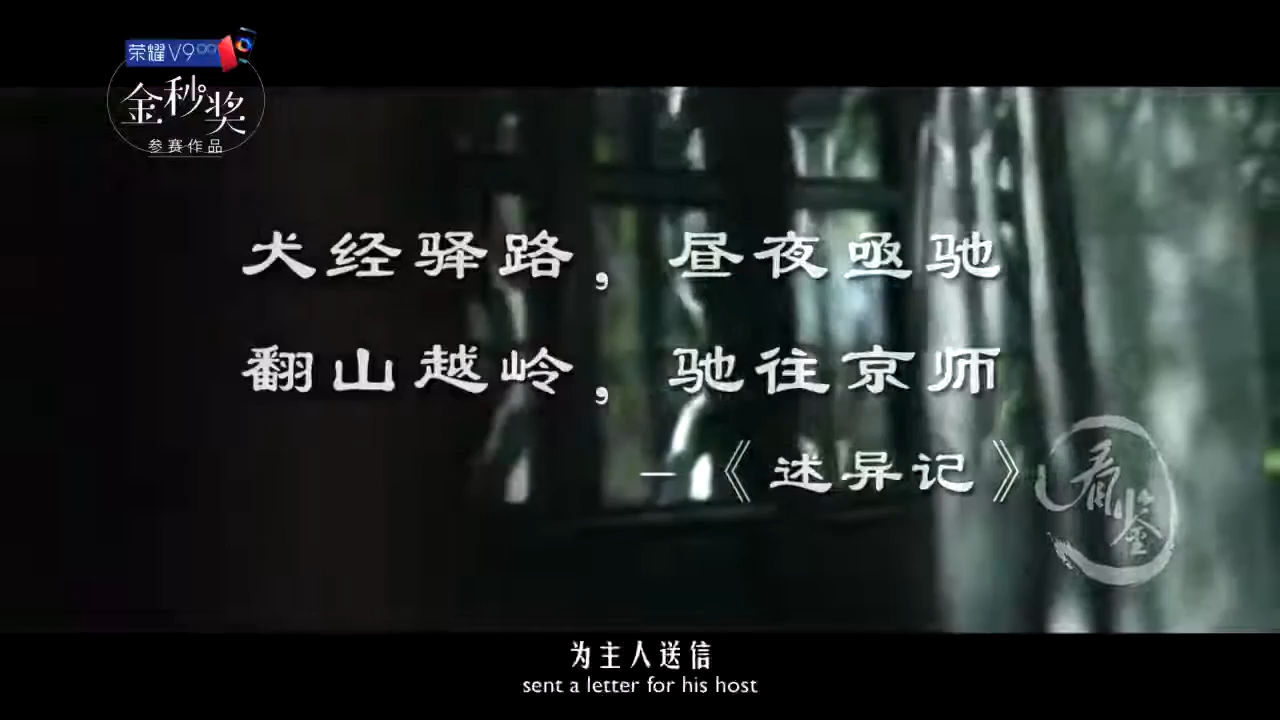 荣耀V9
金秒奖
参赛作品
犬经驿路，昼夜亟驰
翻山越岭，驰往京师
—《述异记》
看鉴
为主人送信
sent a letter for his host